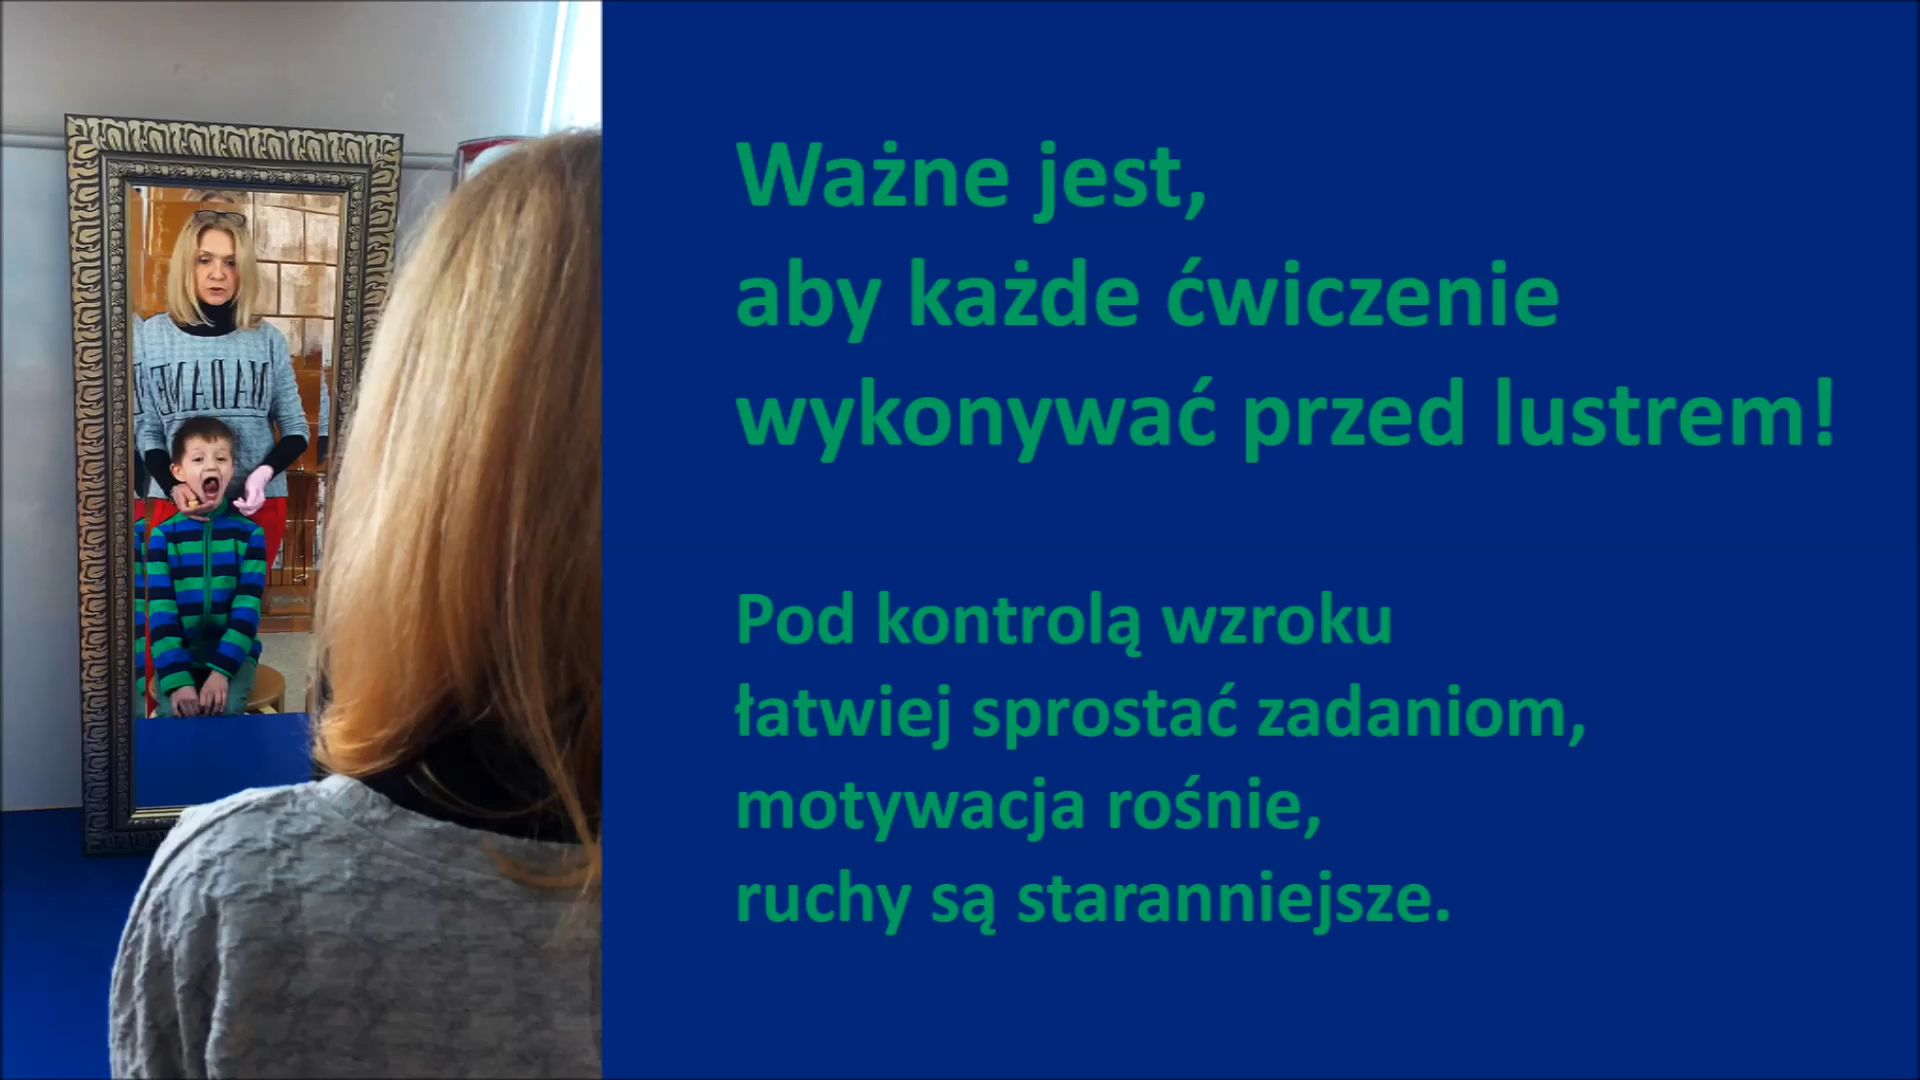 Ważne jest,
aby każde ćwiczenie
wykonywać przed lustrem!
Pod kontrolą wzroku
łatwiej sprostać zadaniom,
motywacja rośnie,
ruchy są staranniejsze.
MADAME